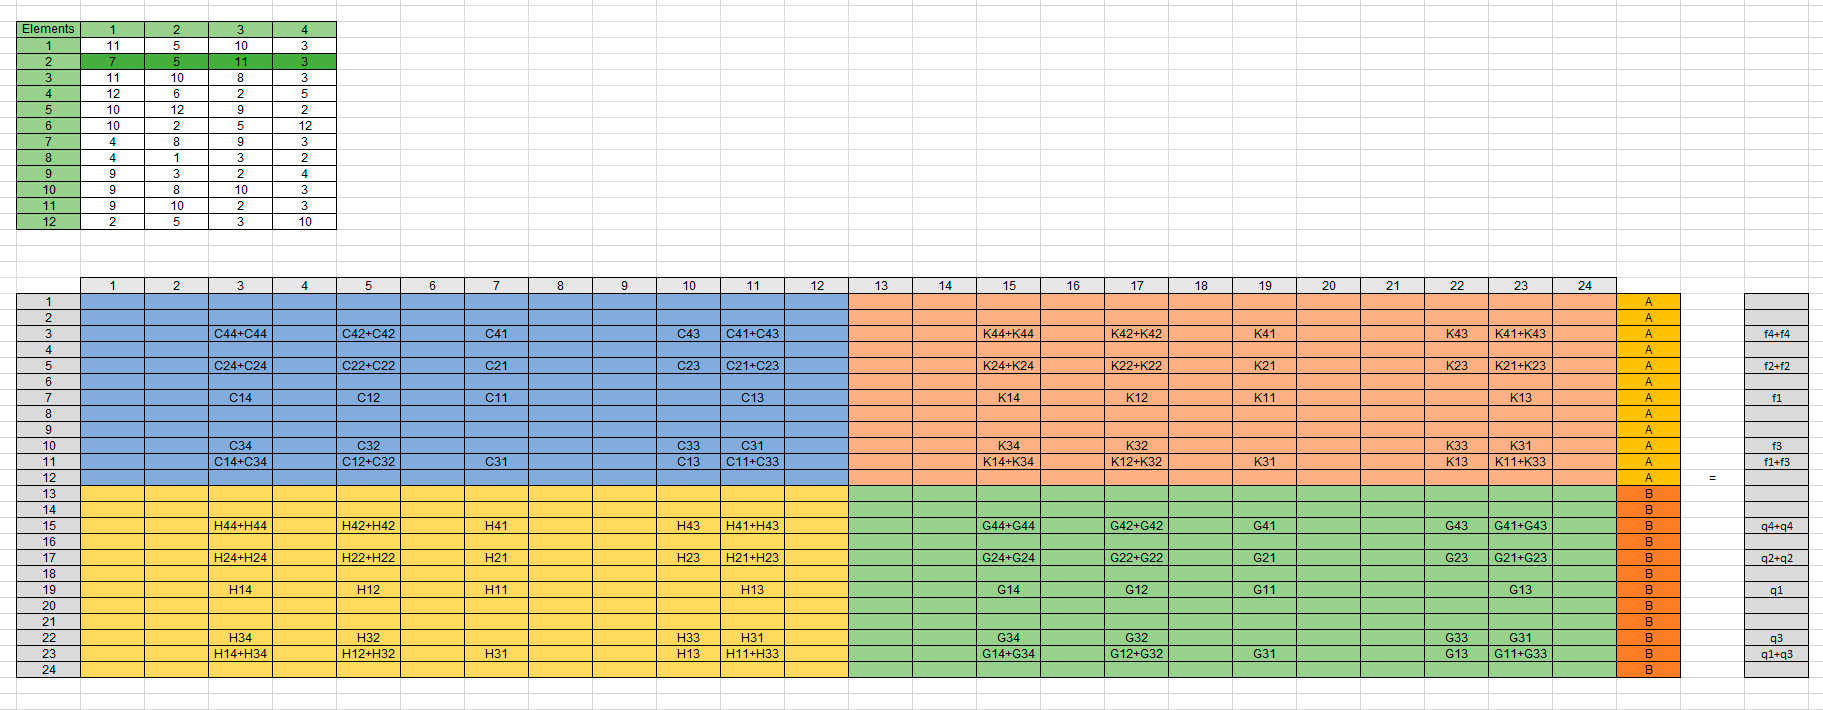 Elements 1 2 3 4
1 11 5 10 3
2 7 5 11 3
3 11 10 8 3
4 12 6 2 5
5 10 12 9 2
6 10 2 5 12
7 4 8 9 3
8 4 1 3 2
9 9 3 2 4
10 9 8 10 3
11 9 10 2 3
12 2 5 3 10
1 2 3 4 5 6 7 8 9 10 11 12 13 14 15 16 17 18 19 20 21 22 23 24
1 A
2 A
3 C44+C44 C42+C42 C41 C43 C41+C43 K44+K44 K42+K42 K41 K43 K41+K43 A f4+f4
4 A
5 C24+C24 C22+C22 C21 C23 C21+C23 K24+K24 K22+K22 K21 K23 K21+K23 A f2+f2
6 A
7 C14 C12 C11 C13 K14 K12 K11 K13 A f1
8 A
9 A
10 C34 C32 C33 C31 K34 K32 K33 K31 A f3
11 C14+C34 C12+C32 C31 C13 C11+C33 K14+K34 K12+K32 K31 K13 K11+K33 A f1+f3
12 A =
13 B
14 B
15 H44+H44 H42+H42 H41 H43 H41+H43 G44+G44 G42+G42 G41 G43 G41+G43 B q4+q4
16 B
17 H24+H24 H22+H22 H21 H23 H21+H23 G24+G24 G22+G22 G21 G23 G21+G23 B q2+q2
18 B
19 H14 H12 H11 H13 G14 G12 G11 G13 B q1
20 B
21 B
22 H34 H32 H33 H31 G34 G32 G33 G31 B q3
23 H14+H34 H12+H32 H31 H13 H11+H33 G14+G34 G12+G32 G31 G13 G11+G33 B q1+q3
24 B